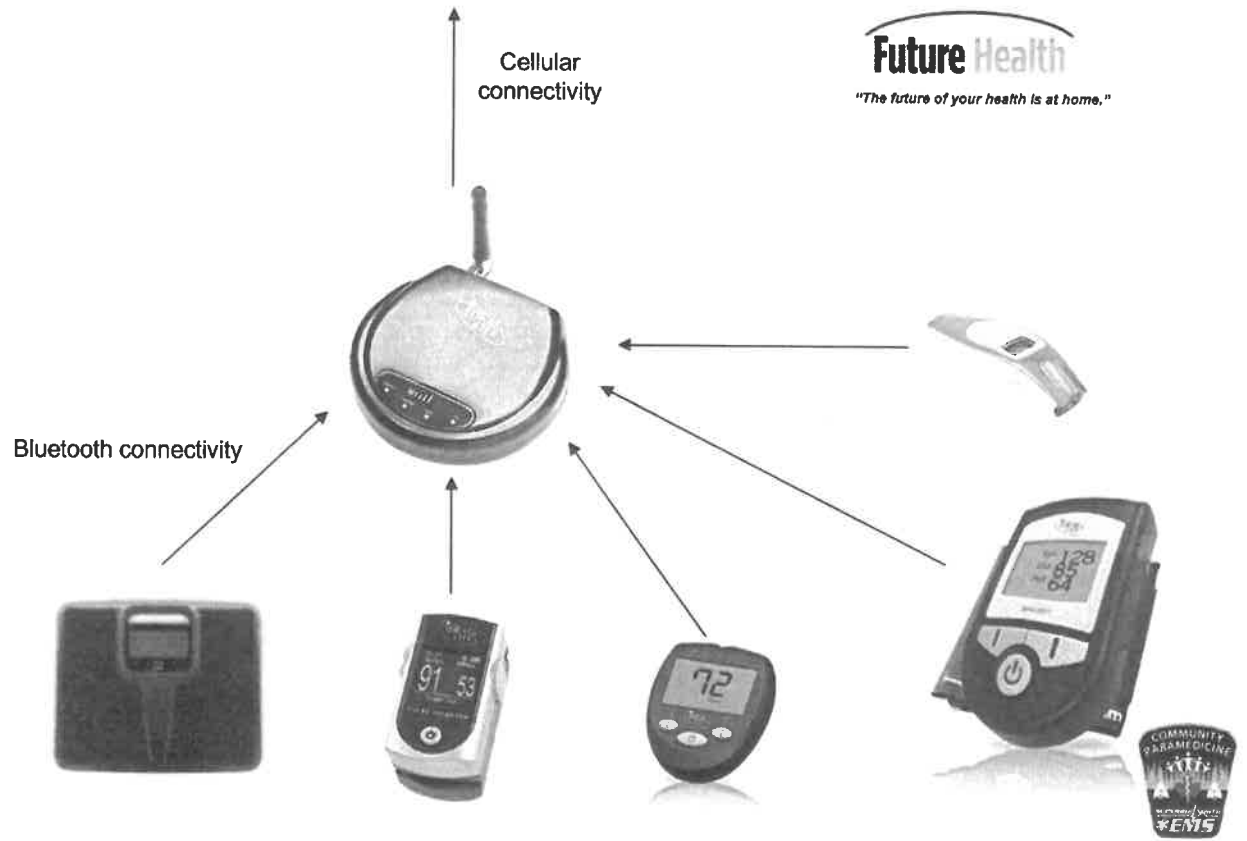 Cellular
connectivity
Future Health
"The future of your health is at home."
Bluetooth connectivity
128
85
64
91 53
72
COMMUNITY
PARAMEDICINE
EMS